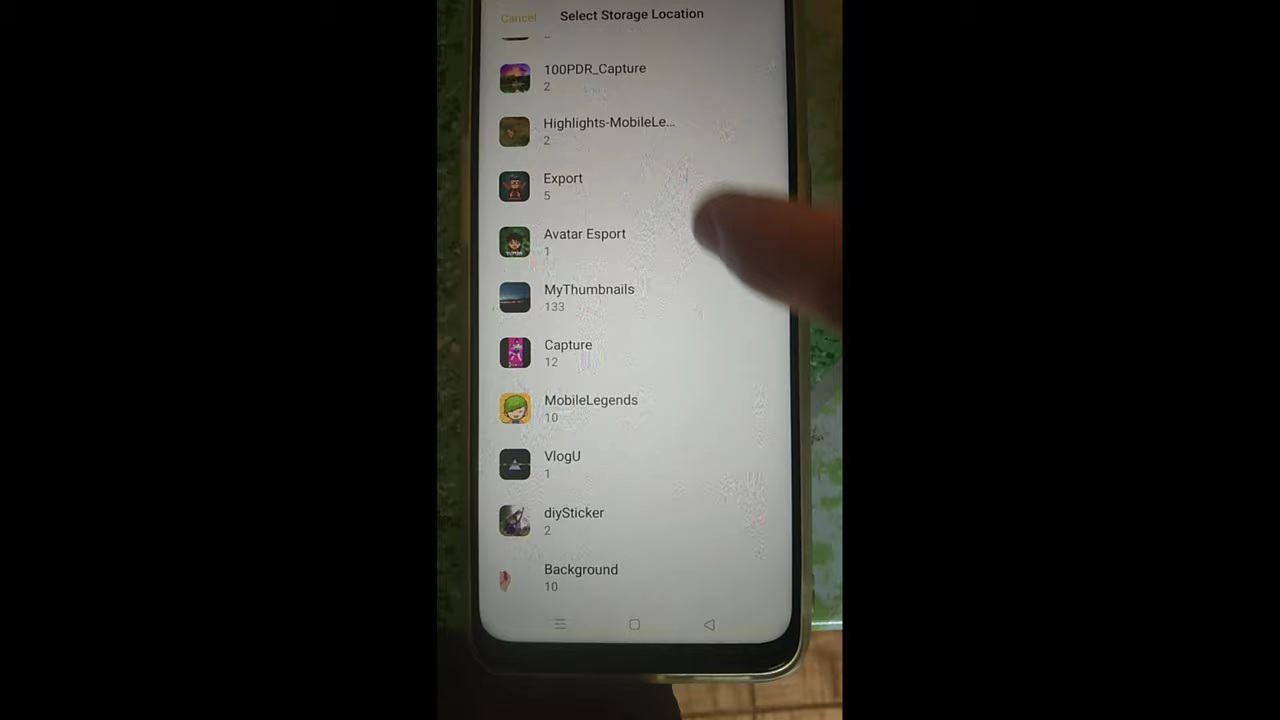 Cancel
Select Storage Location
100PDR_Capture
2
Highlights-MobileLe...
2
Export
5
Avatar Esport
1
MyThumbnails
133
Capture
12
MobileLegends
10
VlogU
1
diySticker
2
Background
10